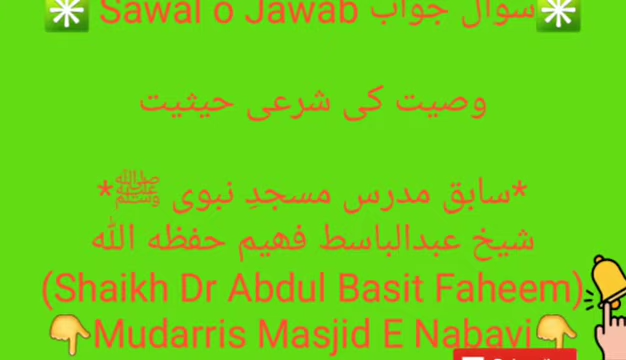 ✳️ Sawal o Jawab سوال جواب✳️
وصیت کی شرعی حیثیت
*سابق مدرس مسجدِ نبوی ﷺ*
شیخ عبدالباسط فھیم حفظه الله
(Shaikh Dr Abdul Basit Faheem)
👇Mudarris Masjid E Nabavi👇